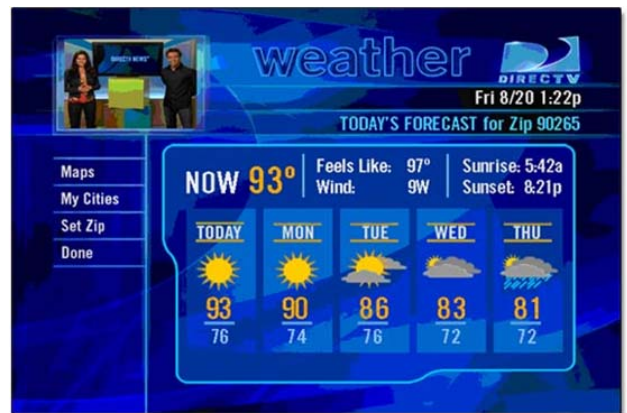 DIRECTV NEWS
weather
DIRECTV
Fri 8/20 1:22p
TODAY'S FORECAST for Zip 90265
Maps
My Cities
Set Zip
Done
NOW 93°
Feels Like: 97°
Wind: 9W
Sunrise: 5:42a
Sunset: 8:21p
TODAY MON TUE WED THU
93 90 86 83 81
76 74 76 72 72